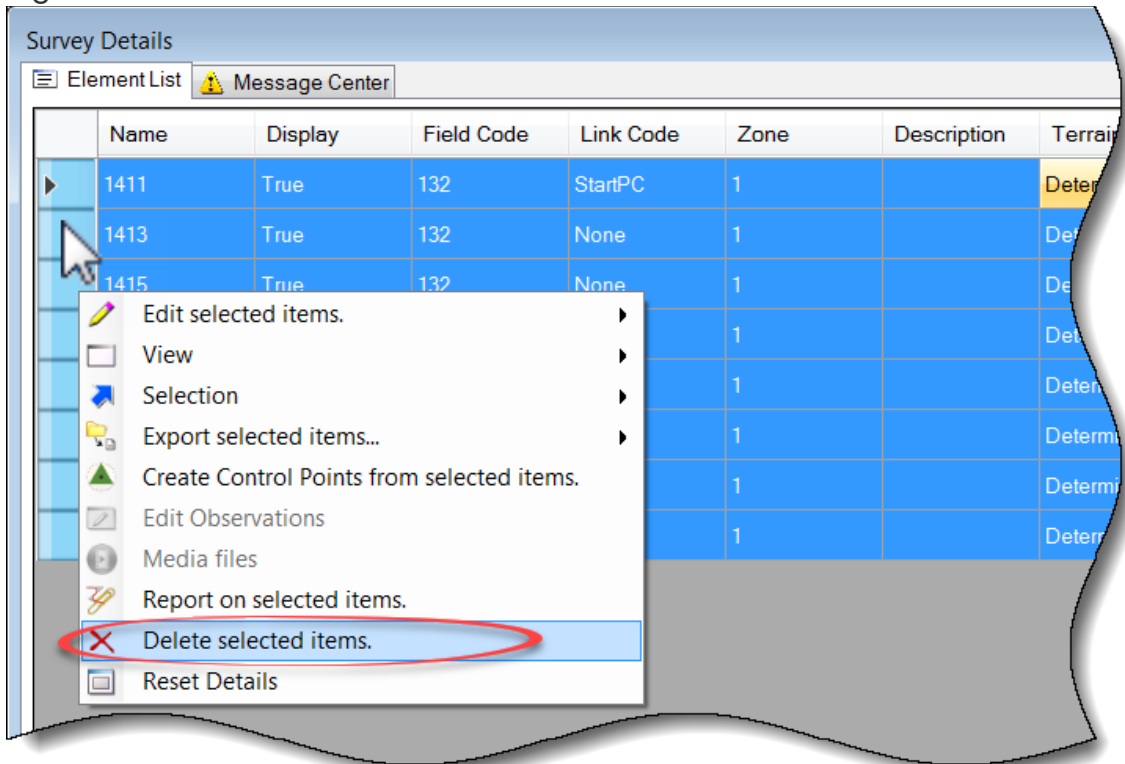 Survey Details
Element List Message Center
Name Display Field Code Link Code Zone Description
1411 True 132 StartPC 1
1413 True 132 None 1
1415 True 132 None 1
Edit selected items.
1
View
Selection
1
Export selected items...
1
Create Control Points from selected items.
1
Edit Observations
1
Media files
Report on selected items.
Delete selected items.
Reset Details